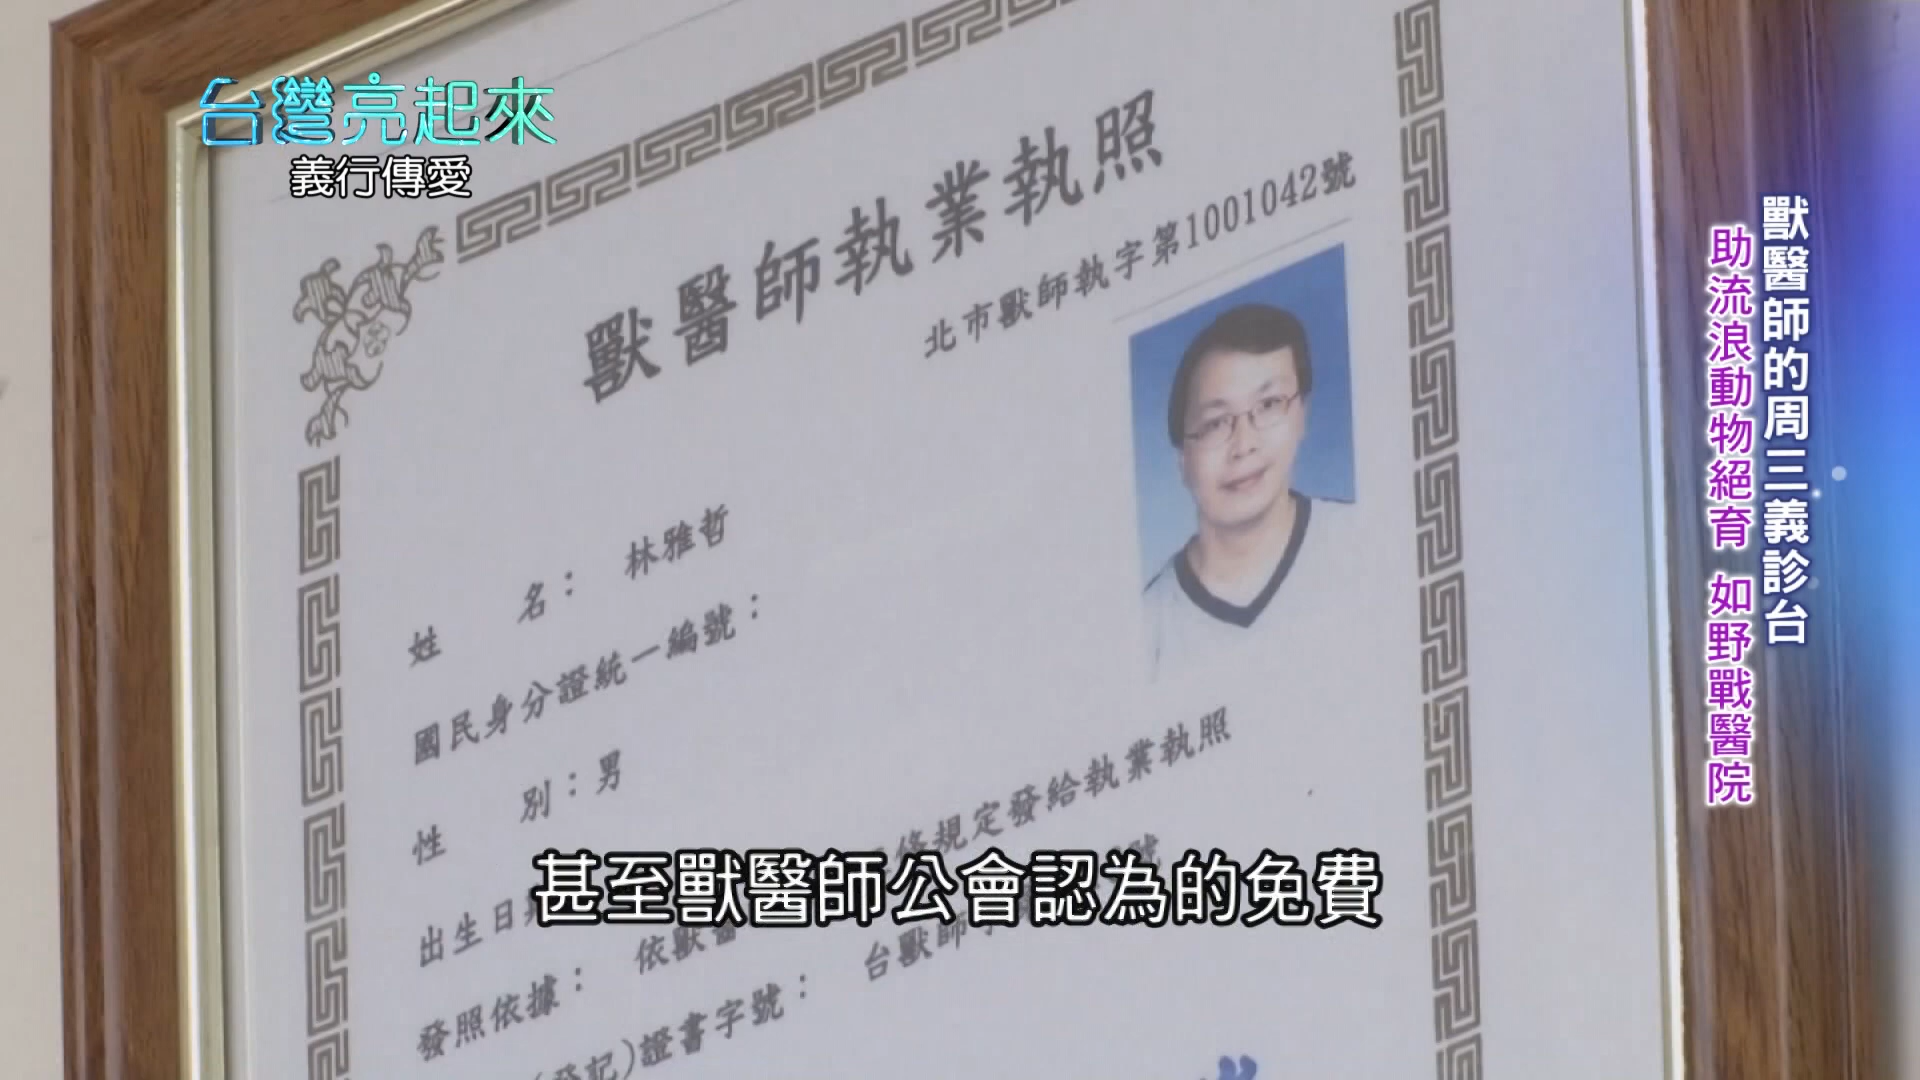 台灣亮起來
義行傳愛
獸醫師的周三義診台
助流浪動物絕育 如野戰醫院
獸醫師執業執照
北市獸師執字第1001042號
姓名：林雅哲
國民身分證統一編號：
性別：男
出生日
發照依據：依獸醫 條規定發給執業執照
證書字號：台獸師 號
甚至獸醫師公會認為的免費